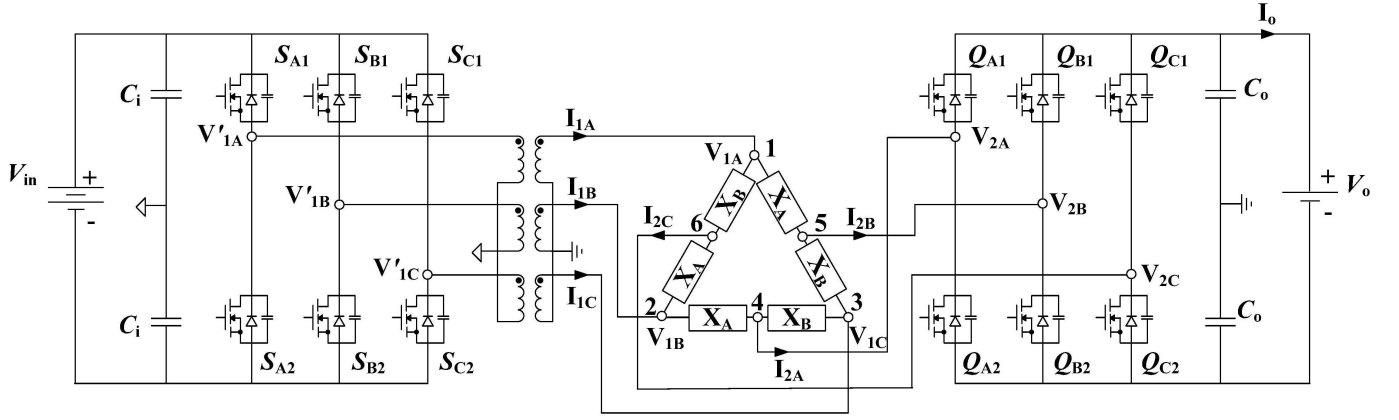 I₀
S_A1 S_B1 S_C1 Q_A1 Q_B1 Q_C1
C_i I_1A C_o
V'_1A V_1A 1 V_2A
V_in + - V'_1B I_1B X_B X_A V_2B + - V_o
I_2C 6 5 I_2B
V'_1C I_1C X_A X_B V_2C
C_i 2 X_A 4 X_B 3 C_o
V_1B V_1C
S_A2 S_B2 S_C2 I_2A Q_A2 Q_B2 Q_C2